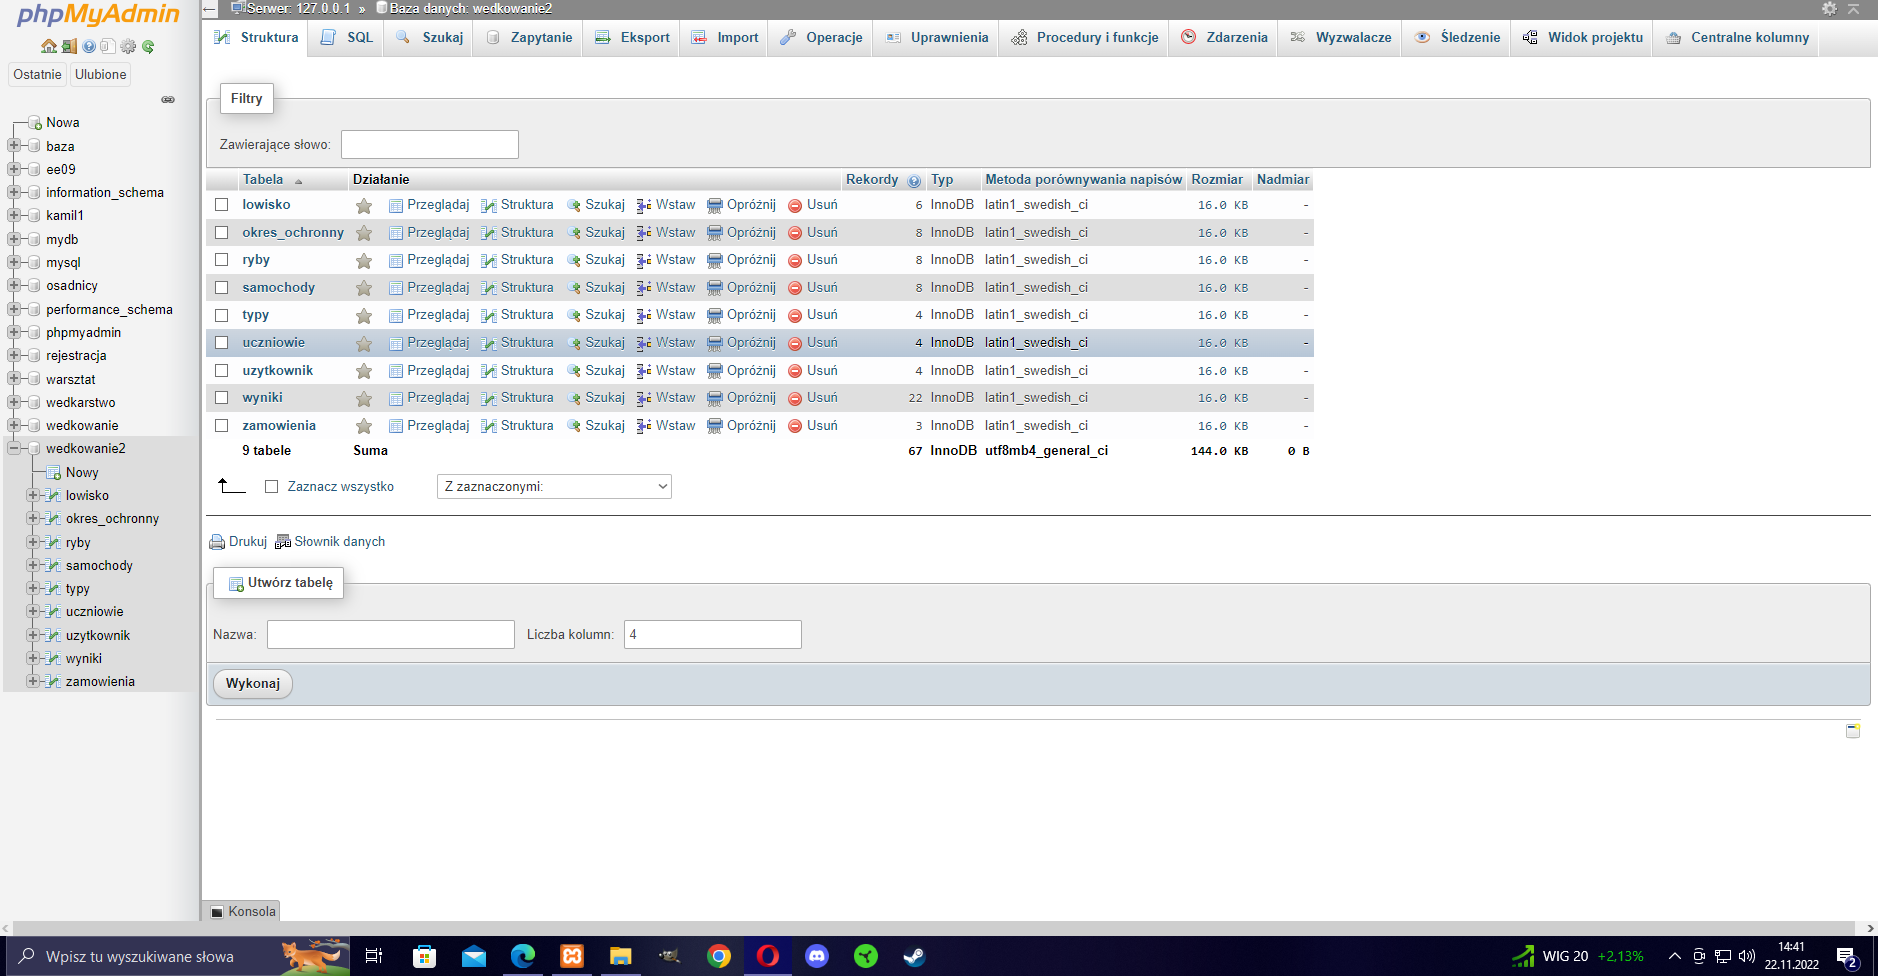 phpMyAdmin
Ostatnie Ulubione
Nowa
baza
ee09
information_schema
kamil1
mydb
mysql
osadnicy
performance_schema
phpmyadmin
rejestracja
warsztat
wedkarstwo
wedkowanie
wedkowanie2
Nowy
lowisko
okres_ochronny
ryby
samochody
typy
uczniowie
uzytkownik
wyniki
zamowienia
Serwer: 127.0.0.1 » Baza danych: wedkowanie2
Struktura SQL Szukaj Zapytanie Eksport Import Operacje Uprawnienia Procedury i funkcje Zdarzenia Wyzwalacze Śledzenie Widok projektu Centralne kolumny
Filtry
Zawierające słowo:
Tabela Działanie Rekordy Typ Metoda porównywania napisów Rozmiar Nadmiar
lowisko Przeglądaj Struktura Szukaj Wstaw Opróżnij Usuń 6 InnoDB latin1_swedish_ci 16.0 KB -
okres_ochronny Przeglądaj Struktura Szukaj Wstaw Opróżnij Usuń 8 InnoDB latin1_swedish_ci 16.0 KB -
ryby Przeglądaj Struktura Szukaj Wstaw Opróżnij Usuń 8 InnoDB latin1_swedish_ci 16.0 KB -
samochody Przeglądaj Struktura Szukaj Wstaw Opróżnij Usuń 8 InnoDB latin1_swedish_ci 16.0 KB -
typy Przeglądaj Struktura Szukaj Wstaw Opróżnij Usuń 4 InnoDB latin1_swedish_ci 16.0 KB -
uczniowie Przeglądaj Struktura Szukaj Wstaw Opróżnij Usuń 4 InnoDB latin1_swedish_ci 16.0 KB -
uzytkownik Przeglądaj Struktura Szukaj Wstaw Opróżnij Usuń 4 InnoDB latin1_swedish_ci 16.0 KB -
wyniki Przeglądaj Struktura Szukaj Wstaw Opróżnij Usuń 22 InnoDB latin1_swedish_ci 16.0 KB -
zamowienia Przeglądaj Struktura Szukaj Wstaw Opróżnij Usuń 3 InnoDB latin1_swedish_ci 16.0 KB -
9 tabele Suma 67 InnoDB utf8mb4_general_ci 144.0 KB 0 B
Zaznacz wszystko Z zaznaczonymi:
Drukuj Słownik danych
Utwórz tabelę
Nazwa: Liczba kolumn: 4
Wykonaj
Konsola
Wpisz tu wyszukiwane słowa
WIG 20 +2,13%
14:41
22.11.2022
2